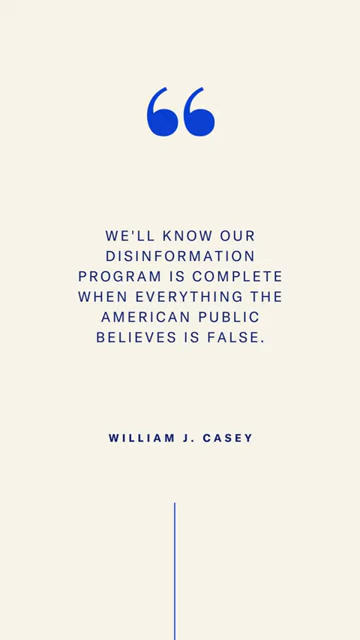 WE'LL KNOW OUR
DISINFORMATION
PROGRAM IS COMPLETE
WHEN EVERYTHING THE
AMERICAN PUBLIC
BELIEVES IS FALSE.
WILLIAM J. CASEY